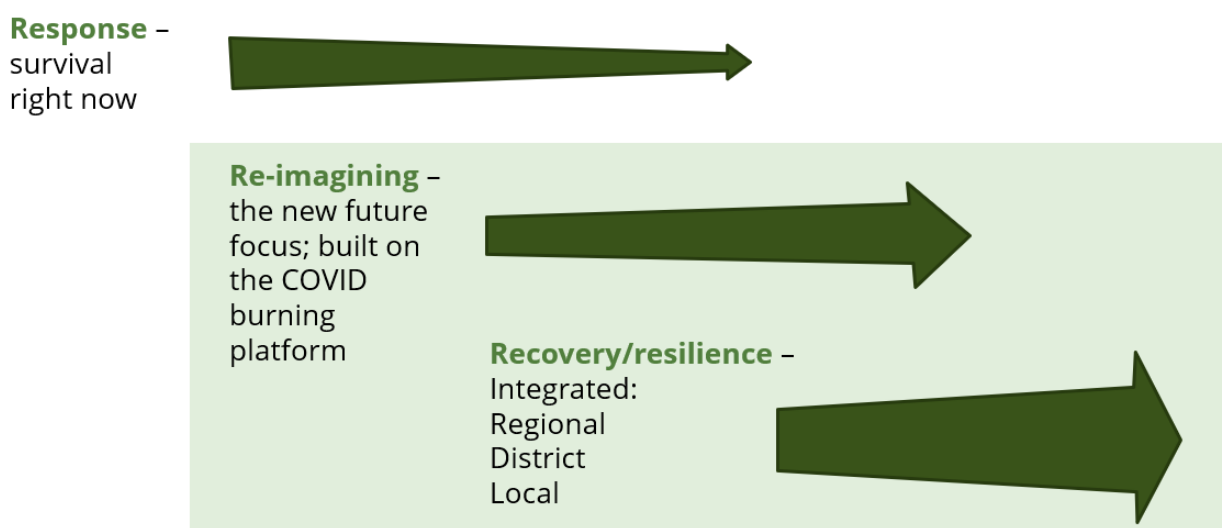 Response –
survival
right now
Re-imagining –
the new future
focus; built on
the COVID
burning
platform
Recovery/resilience –
Integrated:
Regional
District
Local